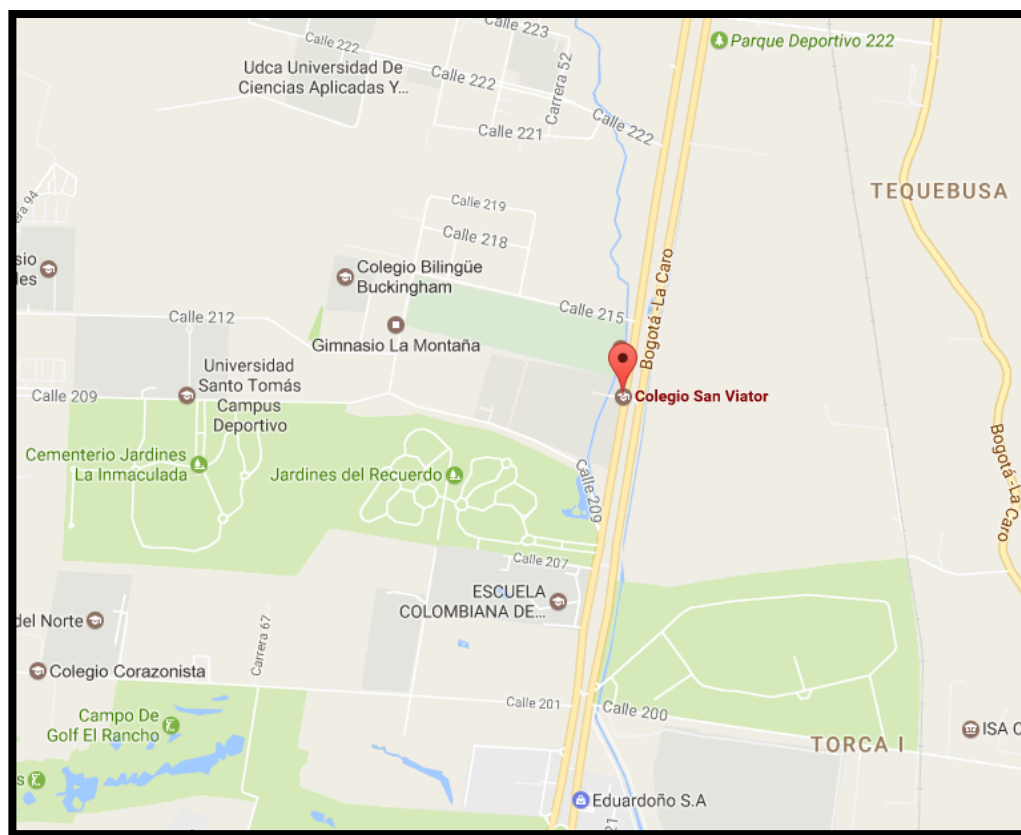 Calle 223
Calle 222
Parque Deportivo 222
Udca Universidad De
Ciencias Aplicadas Y...
Calle 222
Carrera 52
Calle 221
Calle 222
TEQUEBUSA
Carrera 94
Calle 219
Calle 218
Colegio Bilingüe
Buckingham
Bogotá -La Caro
Calle 215
Calle 212
Gimnasio La Montaña
Universidad
Santo Tomás
Campus
Deportivo
Calle 209
Colegio San Viator
Cementerio Jardines
La Inmaculada
Jardines del Recuerdo
Calle 209
Bogotá -La Caro
Calle 207
ESCUELA
COLOMBIANA DE...
del Norte
Carrera 67
Colegio Corazonista
Calle 201
Calle 200
Campo De
Golf El Rancho
ISA
TORCA I
Eduardoño S.A